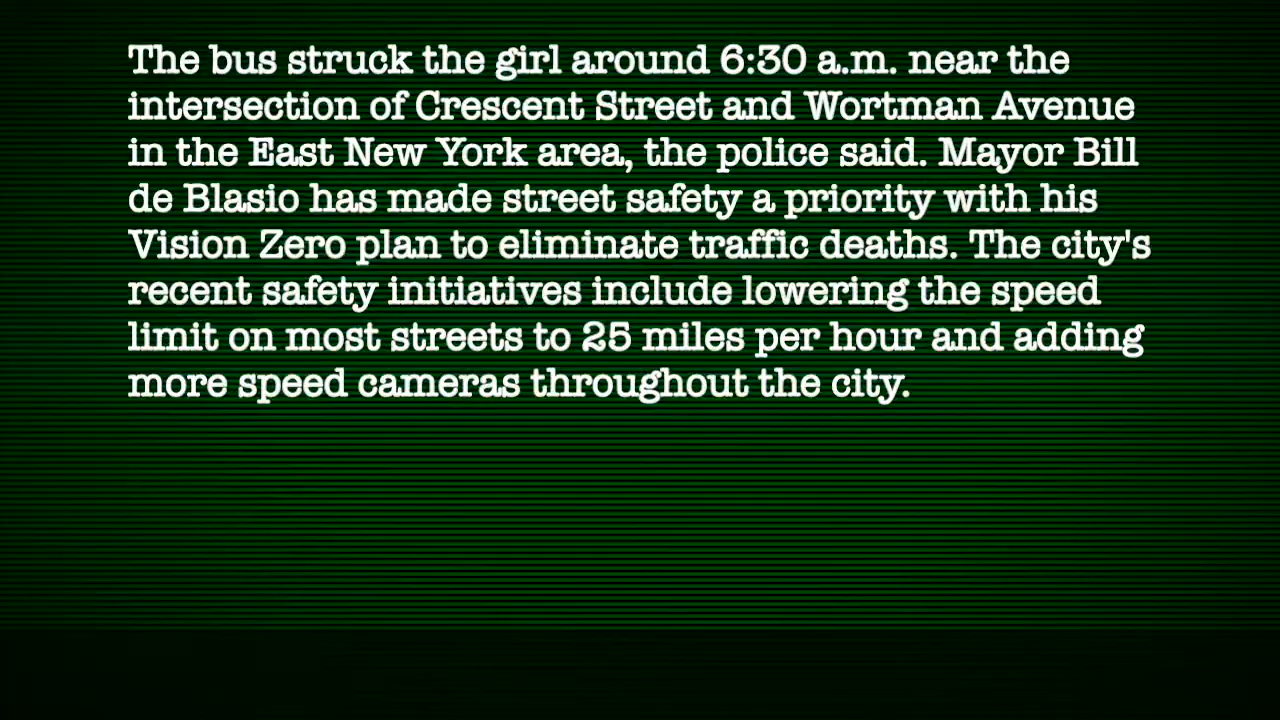 The bus struck the girl around 6:30 a.m. near the
intersection of Crescent Street and Wortman Avenue
in the East New York area, the police said. Mayor Bill
de Blasio has made street safety a priority with his
Vision Zero plan to eliminate traffic deaths. The city's
recent safety initiatives include lowering the speed
limit on most streets to 25 miles per hour and adding
more speed cameras throughout the city.